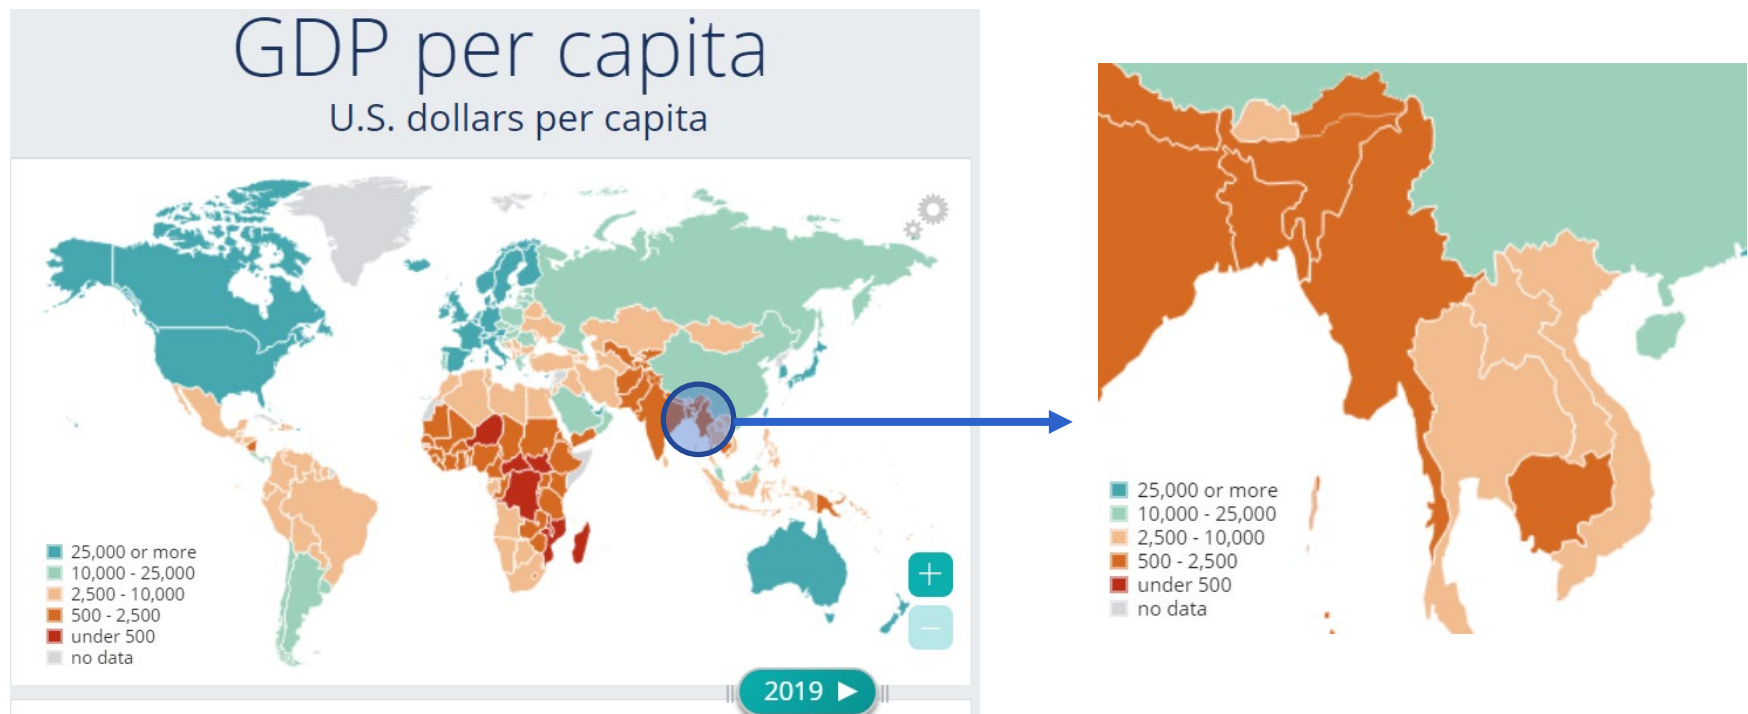 GDP per capita
U.S. dollars per capita
25,000 or more
10,000 - 25,000
2,500 - 10,000
500 - 2,500
under 500
no data
2019
25,000 or more
10,000 - 25,000
2,500 - 10,000
500 - 2,500
under 500
no data